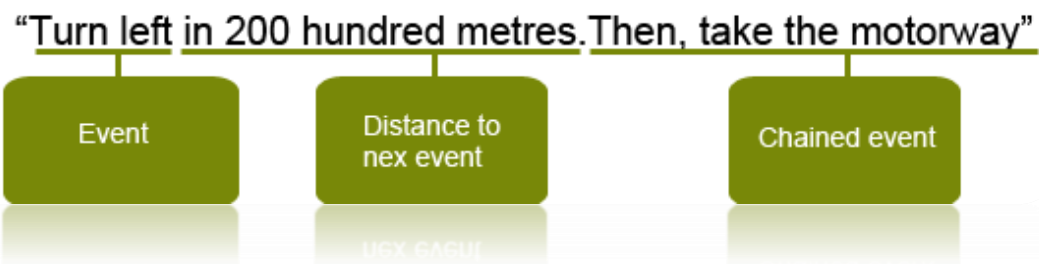 “Turn left in 200 hundred metres.Then, take the motorway”
Event
Distance to
nex event
Chained event